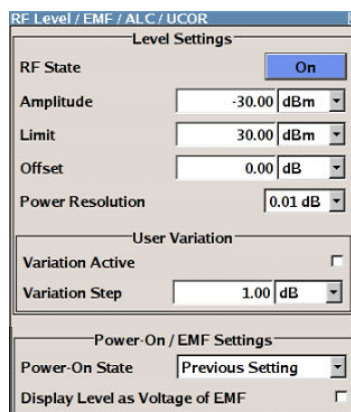 RF Level / EMF / ALC / UCOR
Level Settings
RF State On
Amplitude -30.00 dBm
Limit 30.00 dBm
Offset 0.00 dB
Power Resolution 0.01 dB
User Variation
Variation Active
Variation Step 1.00 dB
Power-On / EMF Settings
Power-On State Previous Setting
Display Level as Voltage of EMF